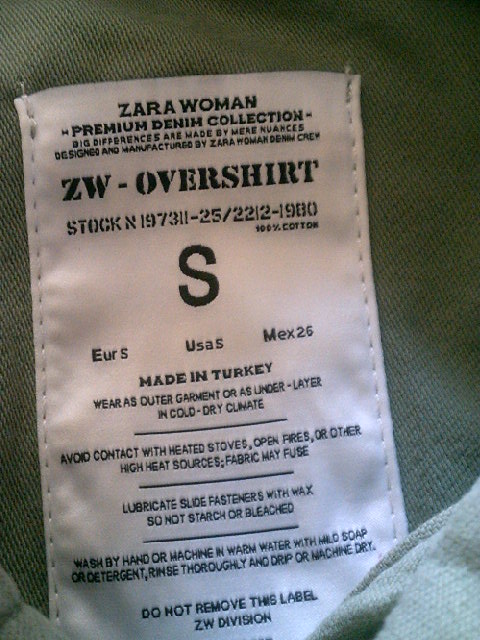 ZARA WOMAN
- PREMIUM DENIM COLLECTION -
BIG DIFFERENCES ARE MADE BY MERE NUANCES
DESIGNED AND MANUFACTURED BY ZARA WOMAN DENIM CREW
ZW - OVERSHIRT
STOCK N 197311-25/2212-1980
100% COTTON
S
Eur S Usa S Mex 26
MADE IN TURKEY
WEAR AS OUTER GARMENT OR AS UNDER - LAYER
IN COLD-DRY CLIMATE
AVOID CONTACT WITH HEATED STOVES, OPEN FIRES, OR OTHER
HIGH HEAT SOURCES; FABRIC MAY FUSE
LUBRICATE SLIDE FASTENERS WITH WAX
SO NOT STARCH OR BLEACHED
WASH BY HAND OR MACHINE IN WARM WATER WITH MILD SOAP
OR DETERGENT, RINSE THOROUGHLY AND DRIP OR MACHINE DRY.
DO NOT REMOVE THIS LABEL
ZW DIVISION